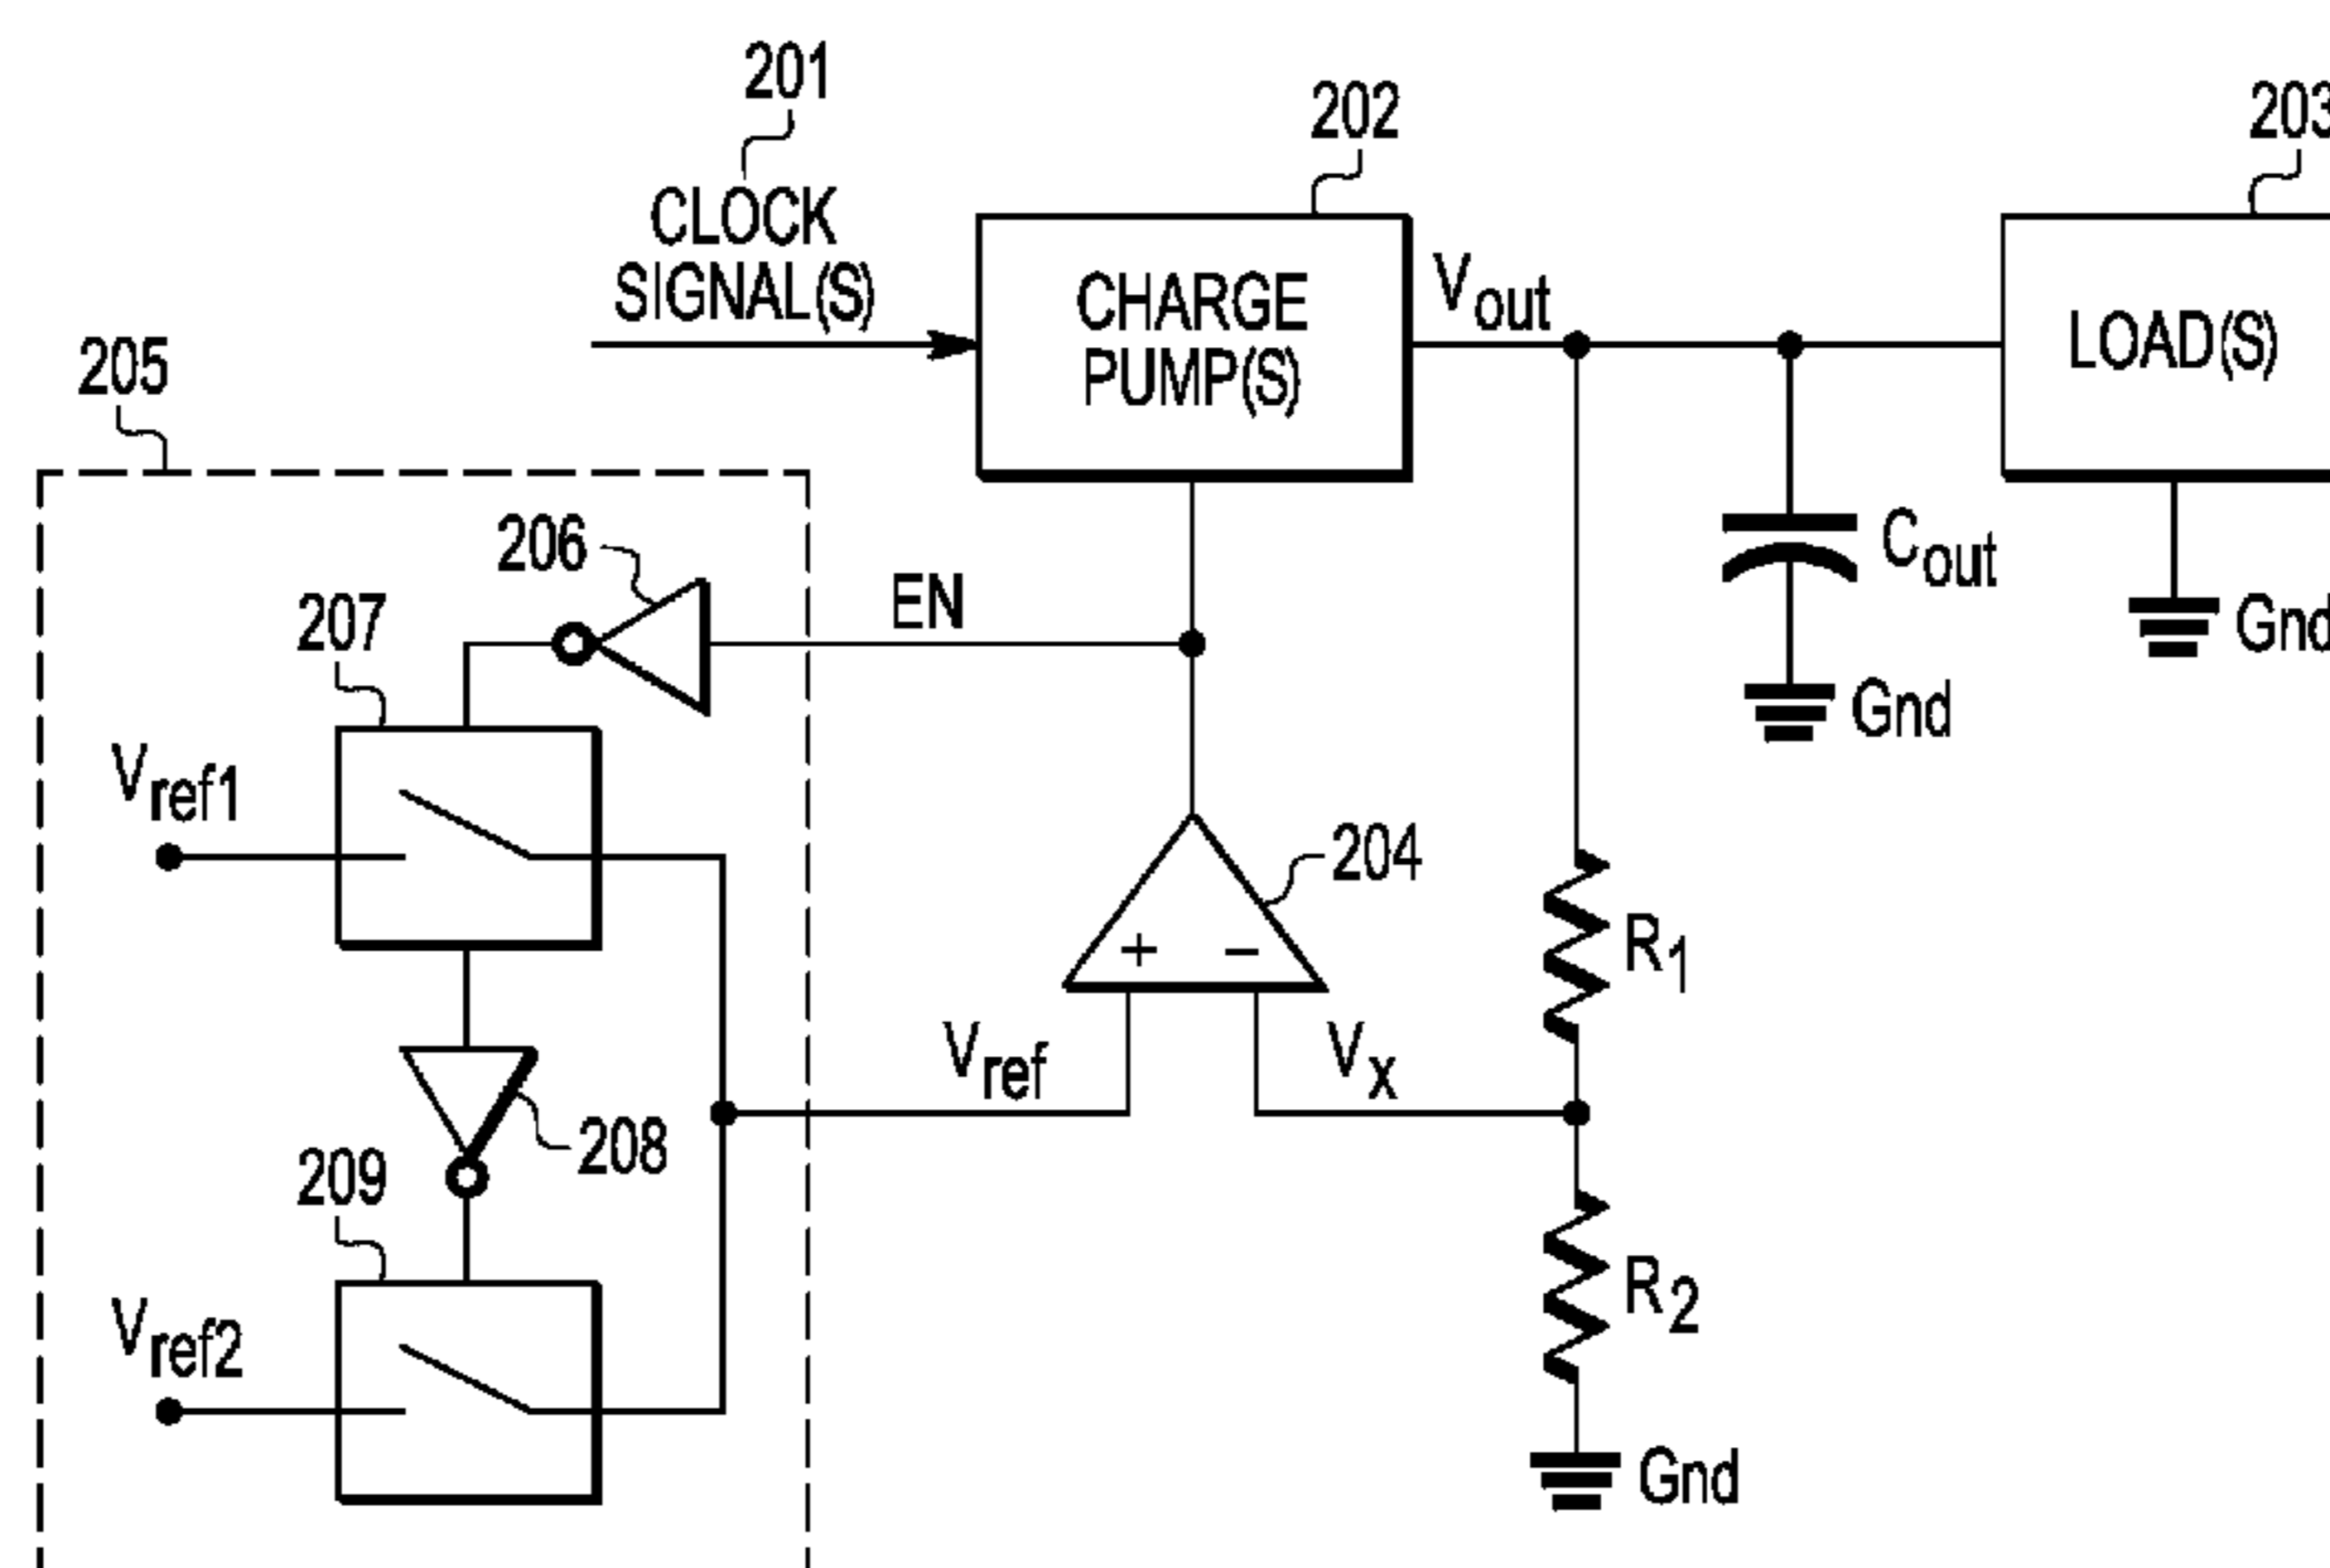 201
202
203
CLOCK
SIGNAL(S)
CHARGE
PUMP(S)
Vout
LOAD(S)
205
206
EN
Cout
Gnd
207
Gnd
Vref1
204
+ −
R1
Vref
Vx
208
209
R2
Vref2
Gnd